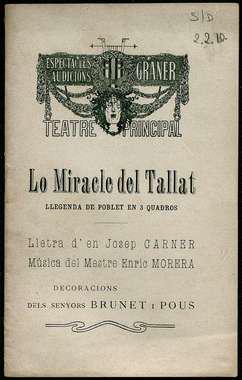 S/D
2.2.10.
ESPECTACLES GRANER
AUDICIONS
TEATRE PRINCIPAL
Lo Miracle del Tallat
LLEGENDA DE POBLET EN 3 QUADROS
Lletra d'en Josep CARNER
Música del Mestre Enric MORERA
DECORACIONS
DELS SENYORS BRUNET I POUS